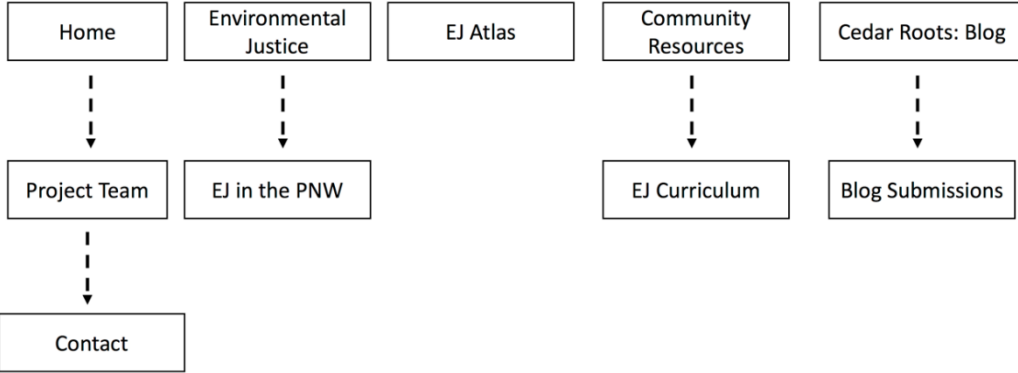 Home
Environmental
Justice
EJ Atlas
Community
Resources
Cedar Roots: Blog
Project Team
EJ in the PNW
EJ Curriculum
Blog Submissions
Contact